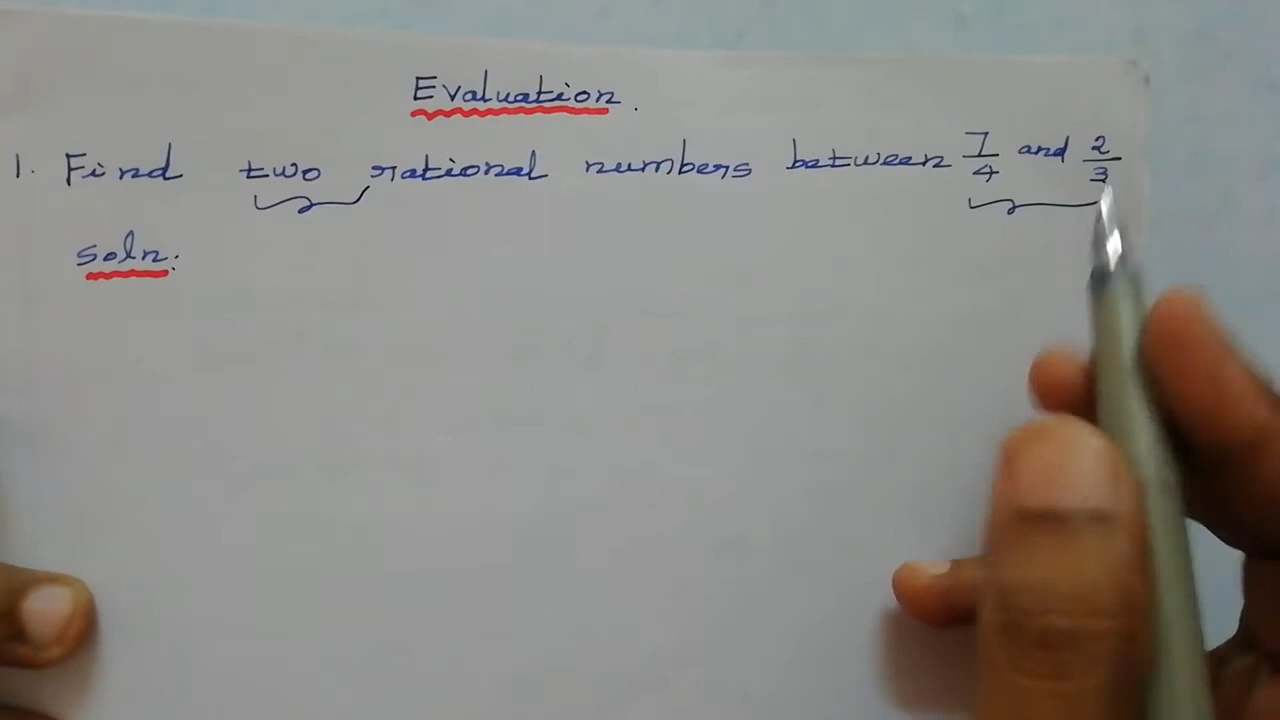 Evaluation.
1. Find two rational numbers between 7/4 and 2/3
Soln: